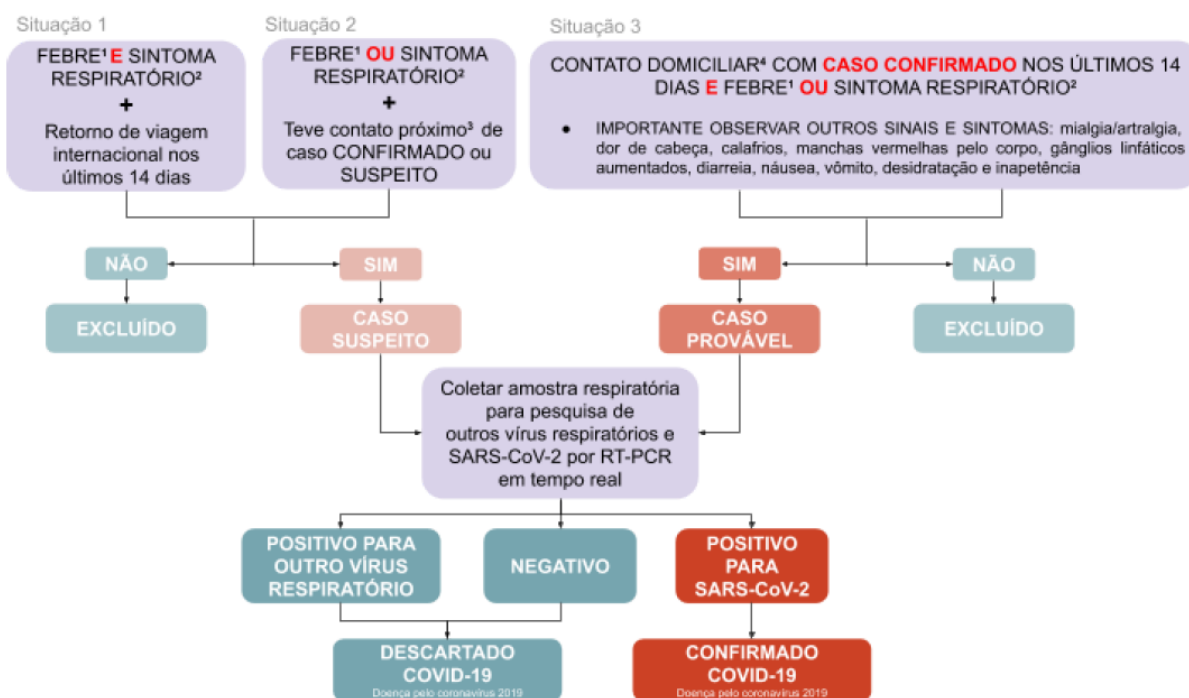 Situação 1
FEBRE¹ E SINTOMA
RESPIRATÓRIO²
+
Retorno de viagem
internacional nos
últimos 14 dias
Situação 2
FEBRE¹ OU SINTOMA
RESPIRATÓRIO²
+
Teve contato próximo³ de
caso CONFIRMADO ou
SUSPEITO
Situação 3
CONTATO DOMICILIAR⁴ COM CASO CONFIRMADO NOS ÚLTIMOS 14
DIAS E FEBRE¹ OU SINTOMA RESPIRATÓRIO²
• IMPORTANTE OBSERVAR OUTROS SINAIS E SINTOMAS: mialgia/artralgia,
dor de cabeça, calafrios, manchas vermelhas pelo corpo, gânglios linfáticos
aumentados, diarreia, náusea, vômito, desidratação e inapetência
NÃO
SIM
SIM
NÃO
EXCLUÍDO
CASO
SUSPEITO
CASO
PROVÁVEL
EXCLUÍDO
Coletar amostra respiratória
para pesquisa de
outros vírus respiratórios e
SARS-CoV-2 por RT-PCR
em tempo real
POSITIVO PARA
OUTRO VÍRUS
RESPIRATÓRIO
NEGATIVO
POSITIVO
PARA
SARS-CoV-2
DESCARTADO
COVID-19
Doença pelo coronavírus 2019
CONFIRMADO
COVID-19
Doença pelo coronavírus 2019